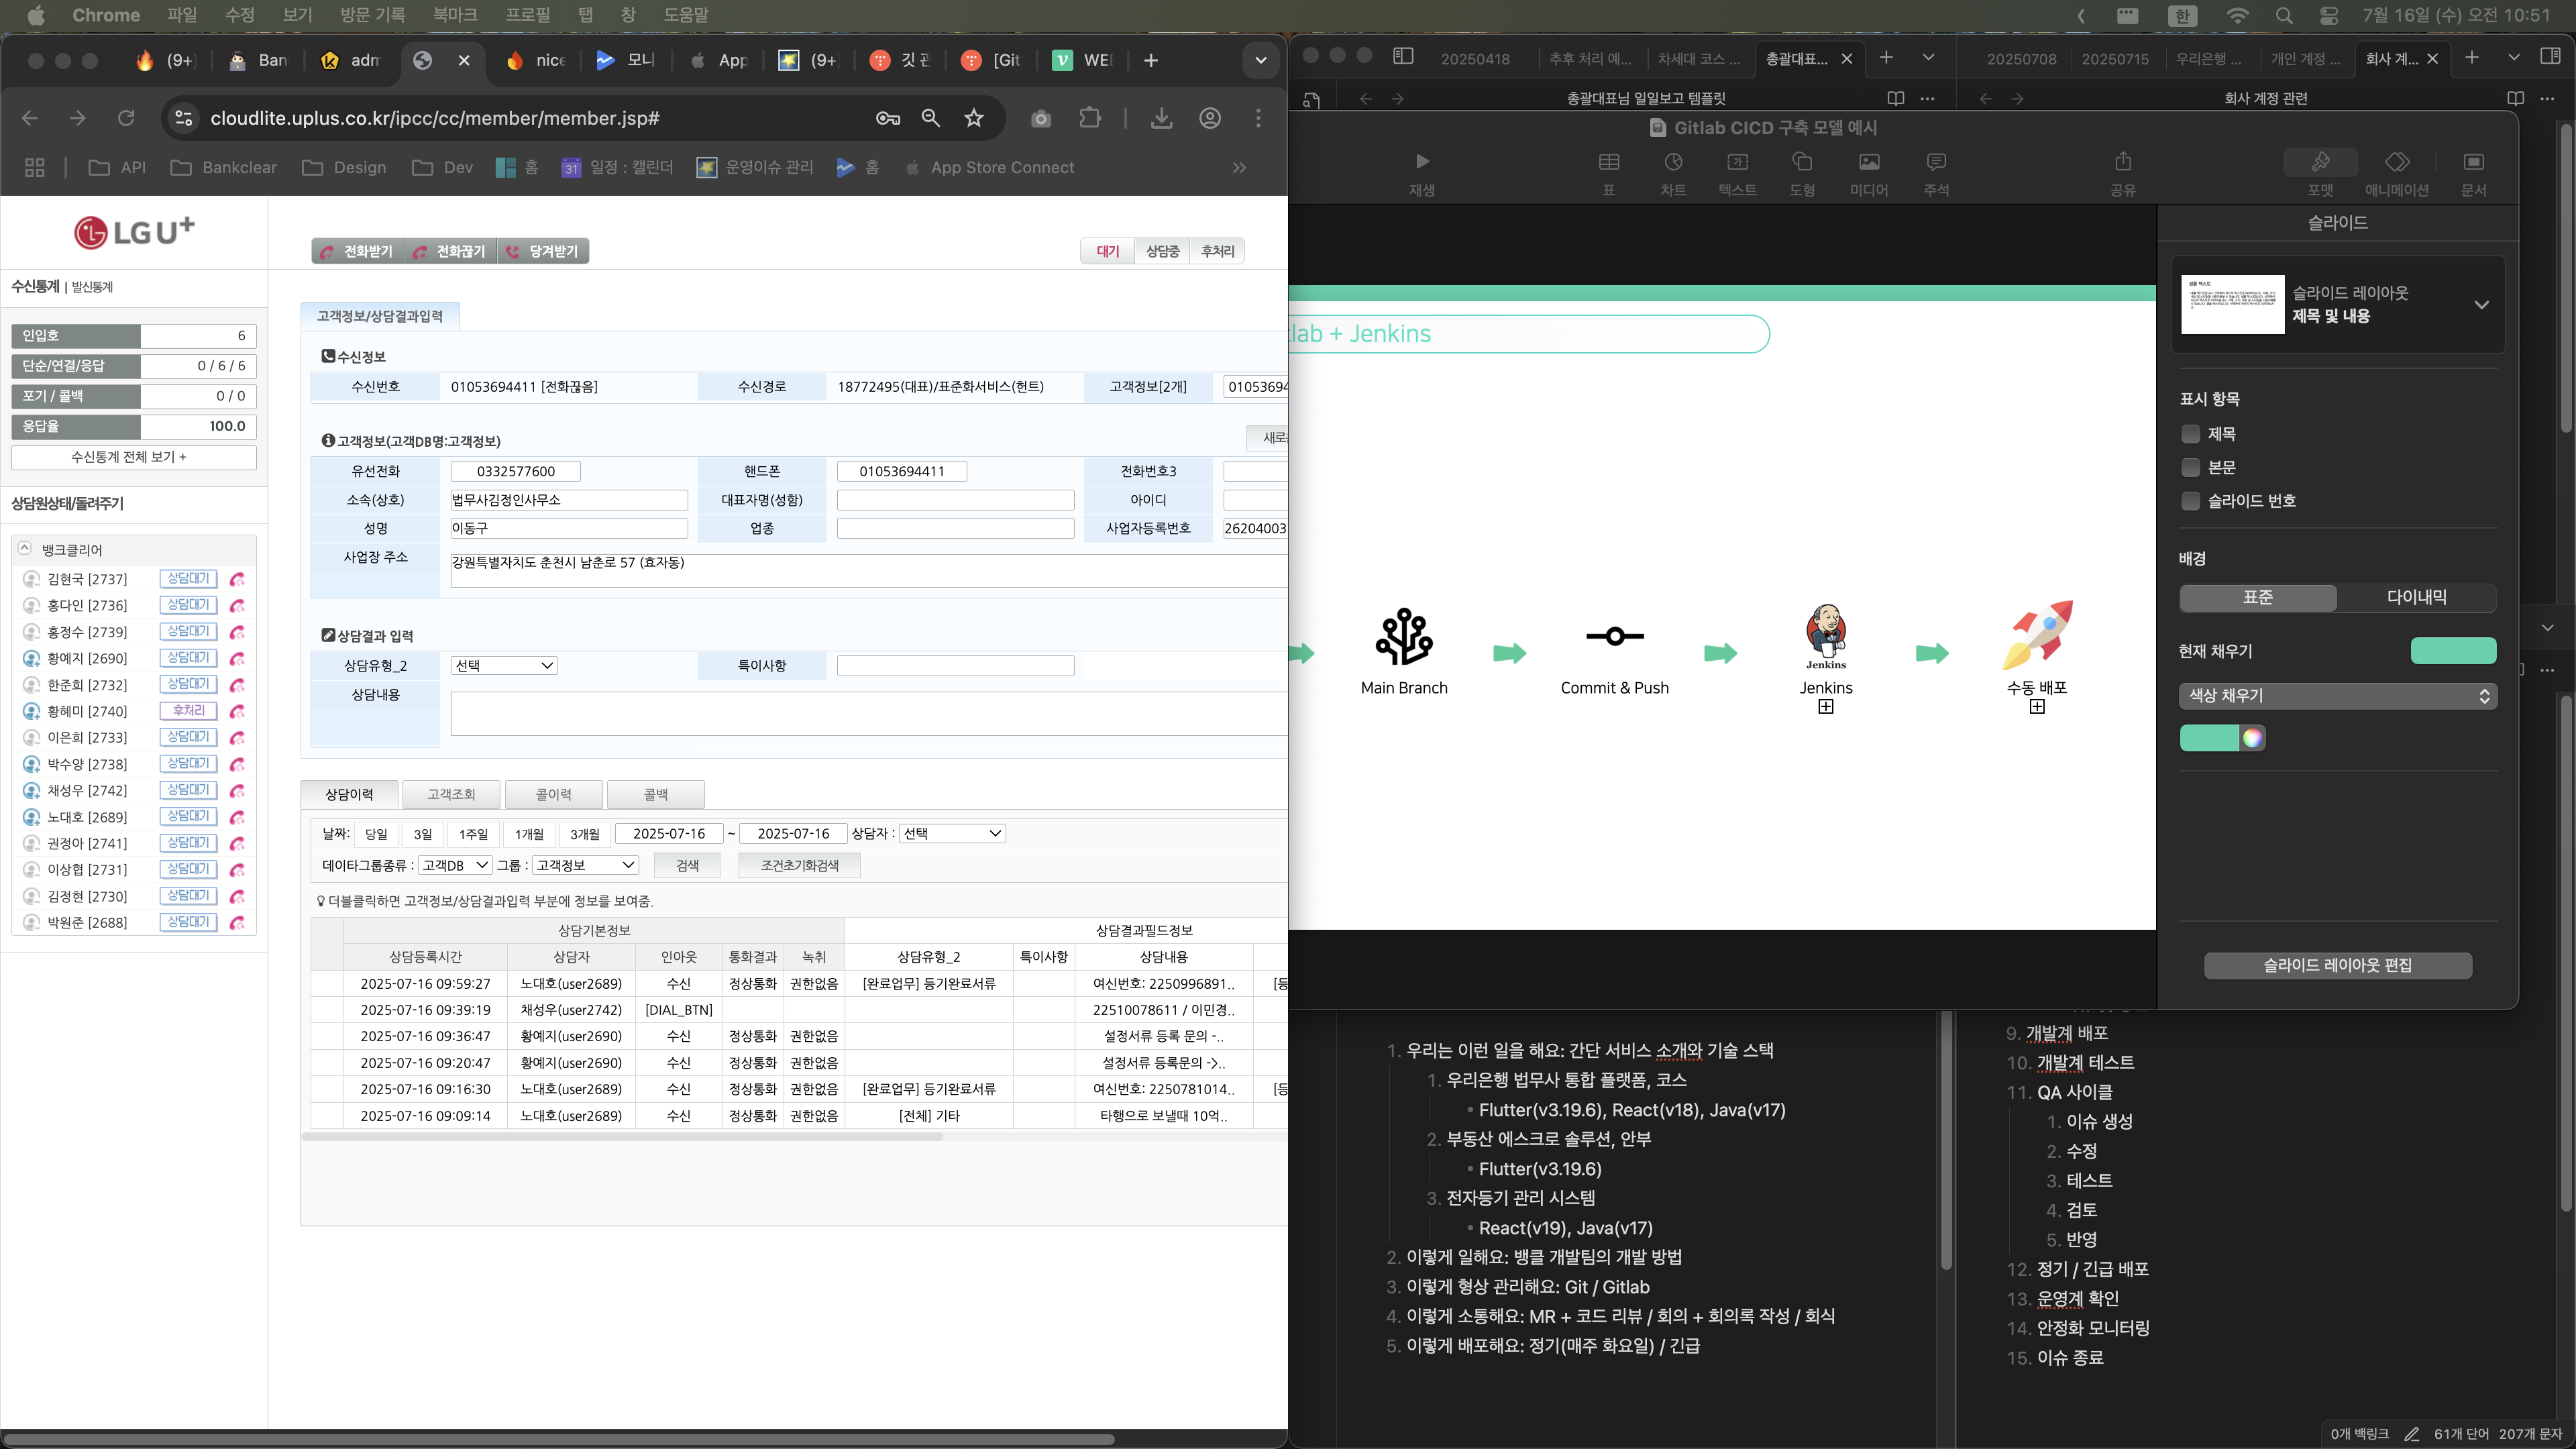 Chrome 파일 수정 보기 방문 기록 북마크 프로필 탭 창 도움말
한 7월 16일 (수) 오전 10:51
(9+) Ban adm nice 모니 App (9+ 깃 관 [Git WEI
cloudlite.uplus.co.kr/ipcc/cc/member/member.jsp#
API Bankclear Design Dev 홈 31 일정 : 캘린더 운영이슈 관리 홈 App Store Connect
LG U+
전화받기 전화끊기 당겨받기
대기 상담중 후처리
수신통계 | 발신통계
인입호 6
단순/연결/응답 0 / 6 / 6
포기 / 콜백 0 / 0
응답율 100.0
수신통계 전체 보기 +
상담원상태/돌려주기
뱅크클리어
김현국 [2737] 상담대기
홍다인 [2736] 상담대기
홍정수 [2739] 상담대기
황예지 [2690] 상담대기
한준희 [2732] 상담대기
황혜미 [2740] 후처리
이은희 [2733] 상담대기
박수양 [2738] 상담대기
채성우 [2742] 상담대기
노대호 [2689] 상담대기
권정아 [2741] 상담대기
이상협 [2731] 상담대기
김정현 [2730] 상담대기
박원준 [2688] 상담대기
고객정보/상담결과입력
수신정보
수신번호 01053694411 [전화끊음] 수신경로 18772495(대표)/표준화서비스(헌트) 고객정보[2개] 01053694
고객정보(고객DB명:고객정보) 새로
유선전화 0332577600 핸드폰 01053694411 전화번호3
소속(상호) 법무사김정인사무소 대표자명(성함) 아이디
성명 이동구 업종 사업자등록번호 26204003
사업장 주소 강원특별자치도 춘천시 남춘로 57 (효자동)
상담결과 입력
상담유형_2 선택 특이사항
상담내용
상담이력 고객조회 콜이력 콜백
날짜: 당일 3일 1주일 1개월 3개월 2025-07-16 ~ 2025-07-16 상담자 : 선택
데이타그룹종류 : 고객DB 그룹 : 고객정보 검색 조건초기화검색
더블클릭하면 고객정보/상담결과입력 부분에 정보를 보여줌.
상담기본정보 상담결과필드정보
상담등록시간 상담자 인아웃 통화결과 녹취 상담유형_2 특이사항 상담내용
2025-07-16 09:59:27 노대호(user2689) 수신 정상통화 권한없음 [완료업무] 등기완료서류 여신번호: 2250996891.. [등
2025-07-16 09:39:19 채성우(user2742) [DIAL_BTN] 22510078611 / 이민경..
2025-07-16 09:36:47 황예지(user2690) 수신 정상통화 권한없음 설정서류 등록 문의 -..
2025-07-16 09:20:47 황예지(user2690) 수신 정상통화 권한없음 설정서류 등록문의 ->..
2025-07-16 09:16:30 노대호(user2689) 수신 정상통화 권한없음 [완료업무] 등기완료서류 여신번호: 2250781014.. [등
2025-07-16 09:09:14 노대호(user2689) 수신 정상통화 권한없음 [전체] 기타 타행으로 보낼때 10억..
20250418 추후 처리 예... 차세대 코스 ... 총괄대표...
20250708 20250715 우리은행 ... 개인 계정 ... 회사 계...
총괄대표님 일일보고 템플릿
회사 계정 관련
Gitlab CICD 구축 모델 예시
재생 표 차트 텍스트 도형 미디어 주석 공유 포맷 애니메이션 문서
lab + Jenkins
Main Branch
Commit & Push
Jenkins
Jenkins
수동 배포
슬라이드
슬라이드 레이아웃
제목 및 내용
표시 항목
제목
본문
슬라이드 번호
배경
표준 다이내믹
현재 채우기
색상 채우기
슬라이드 레이아웃 편집
1. 우리는 이런 일을 해요: 간단 서비스 소개와 기술 스택
1. 우리은행 법무사 통합 플랫폼, 코스
• Flutter(v3.19.6), React(v18), Java(v17)
2. 부동산 에스크로 솔루션, 안부
• Flutter(v3.19.6)
3. 전자등기 관리 시스템
• React(v19), Java(v17)
2. 이렇게 일해요: 뱅클 개발팀의 개발 방법
3. 이렇게 형상 관리해요: Git / Gitlab
4. 이렇게 소통해요: MR + 코드 리뷰 / 회의 + 회의록 작성 / 회식
5. 이렇게 배포해요: 정기(매주 화요일) / 긴급
9. 개발계 배포
10. 개발계 테스트
11. QA 사이클
1. 이슈 생성
2. 수정
3. 테스트
4. 검토
5. 반영
12. 정기 / 긴급 배포
13. 운영계 확인
14. 안정화 모니터링
15. 이슈 종료
0개 백링크 61개 단어 207개 문자